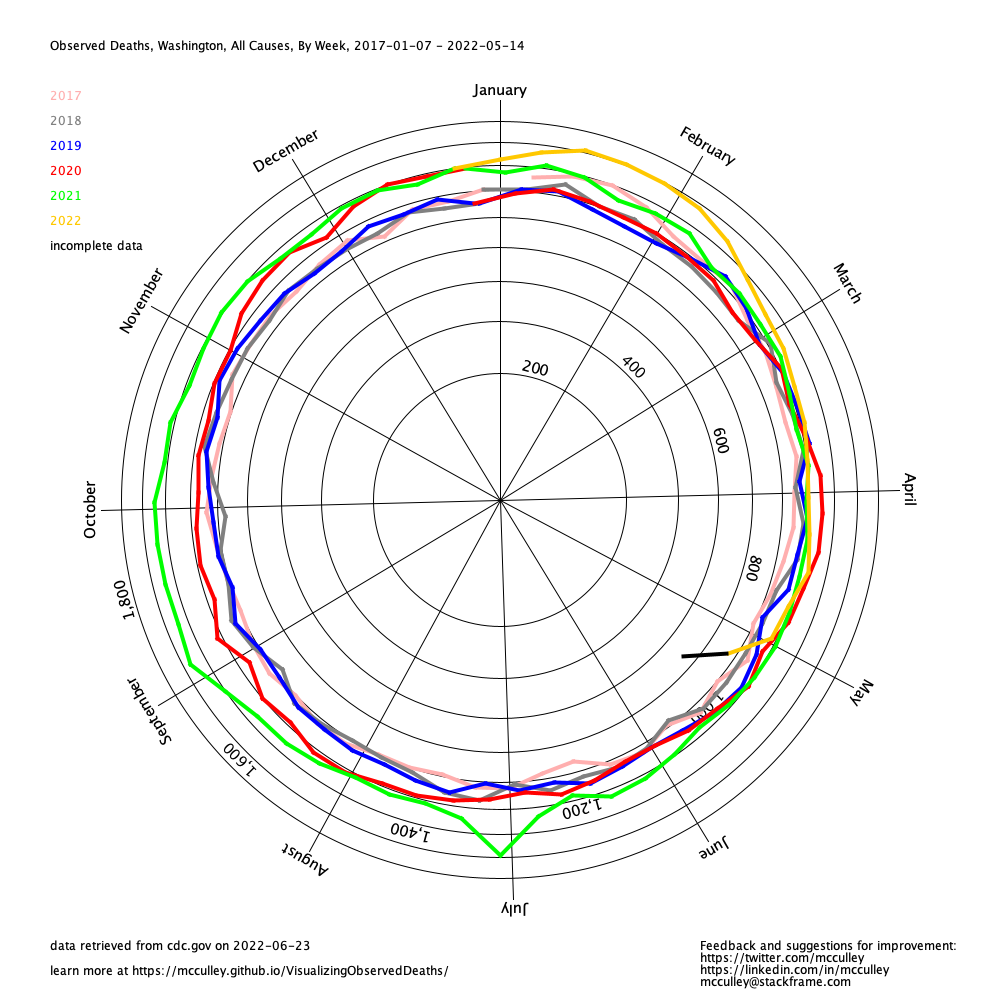 Observed Deaths, Washington, All Causes, By Week, 2017-01-07 - 2022-05-14
2017
2018
2019
2020
2021
2022
incomplete data
January
February
March
April
May
June
July
August
September
October
November
December
200
400
600
800
1,200
1,400
1,600
1,800
data retrieved from cdc.gov on 2022-06-23
learn more at https://mcculley.github.io/VisualizingObservedDeaths/
Feedback and suggestions for improvement:
https://twitter.com/mcculley
https://linkedin.com/in/mcculley
mcculley@stackframe.com